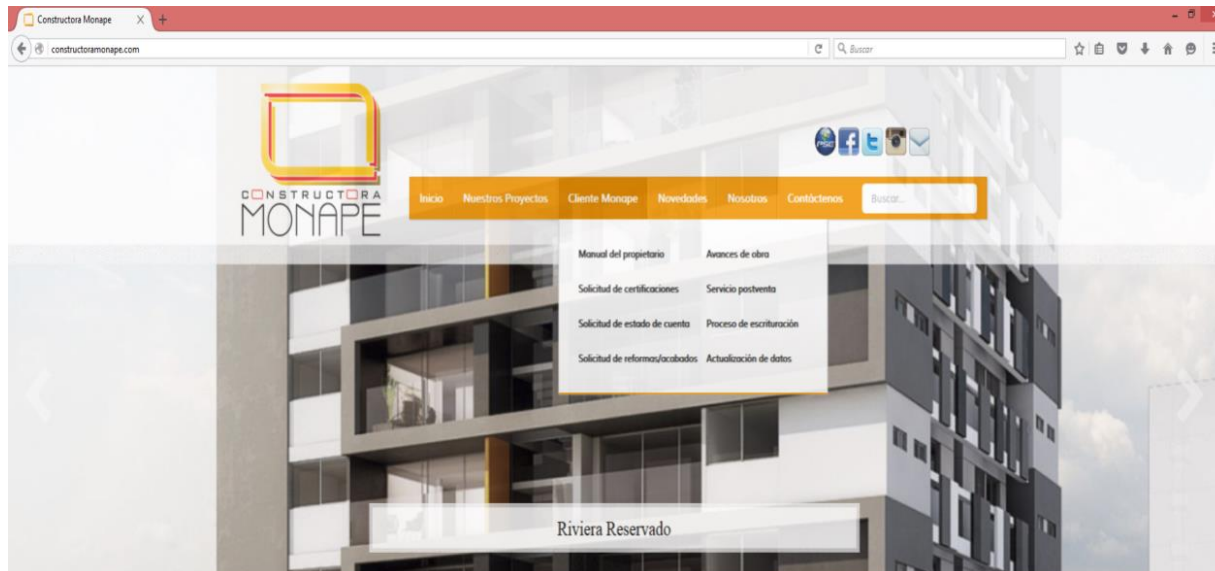 Constructora Monape
constructoramonape.com
Buscar
PSE
CONSTRUCTORA
MONAPE
Inicio Nuestros Proyectos Cliente Monape Novedades Nosotros Contáctenos Buscar...
Manual del propietario Avances de obra
Solicitud de certificaciones Servicio postventa
Solicitud de estado de cuenta Proceso de escrituración
Solicitud de reformas/acabados Actualización de datos
Riviera Reservado